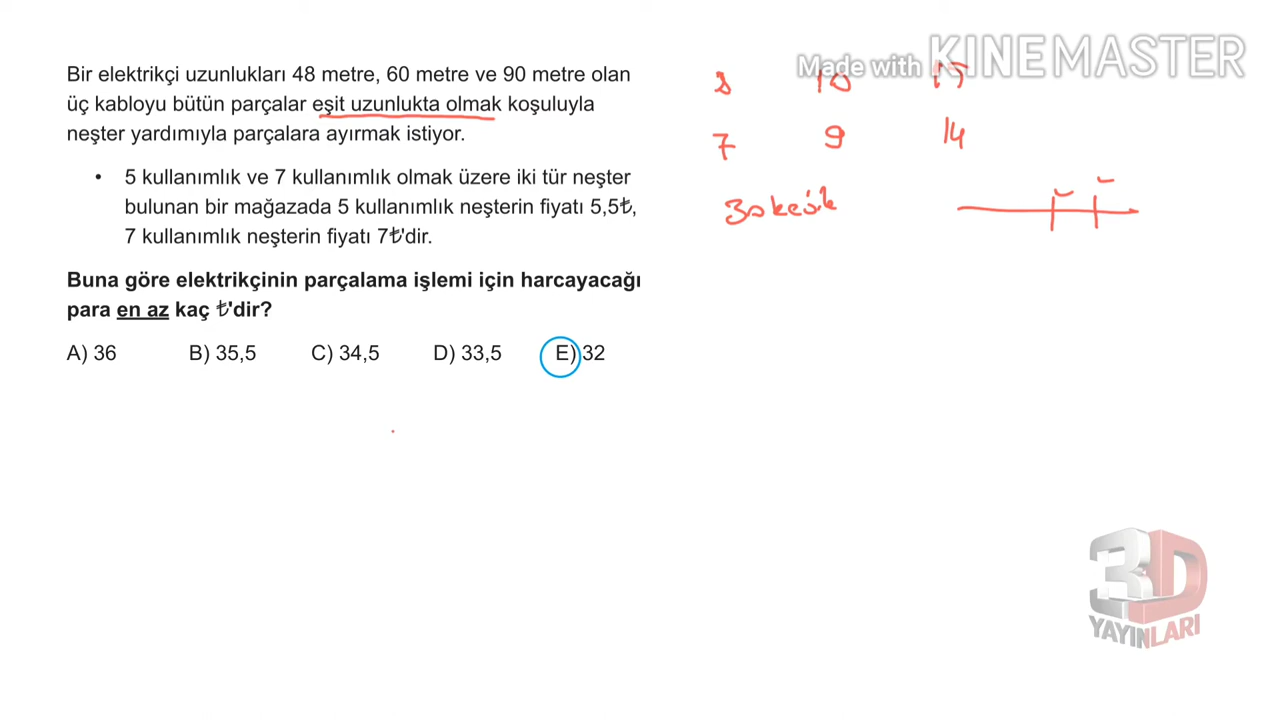 Made with KINEMASTER
Bir elektrikçi uzunlukları 48 metre, 60 metre ve 90 metre olan
üç kabloyu bütün parçalar eşit uzunlukta olmak koşuluyla
neşter yardımıyla parçalara ayırmak istiyor.
• 5 kullanımlık ve 7 kullanımlık olmak üzere iki tür neşter
bulunan bir mağazada 5 kullanımlık neşterin fiyatı 5,5₺,
7 kullanımlık neşterin fiyatı 7₺'dir.
Buna göre elektrikçinin parçalama işlemi için harcayacağı
para en az kaç ₺'dir?
A) 36 B) 35,5 C) 34,5 D) 33,5 E) 32
8 10 15
7 9 14
30 kesik
3D
YAYINLARI